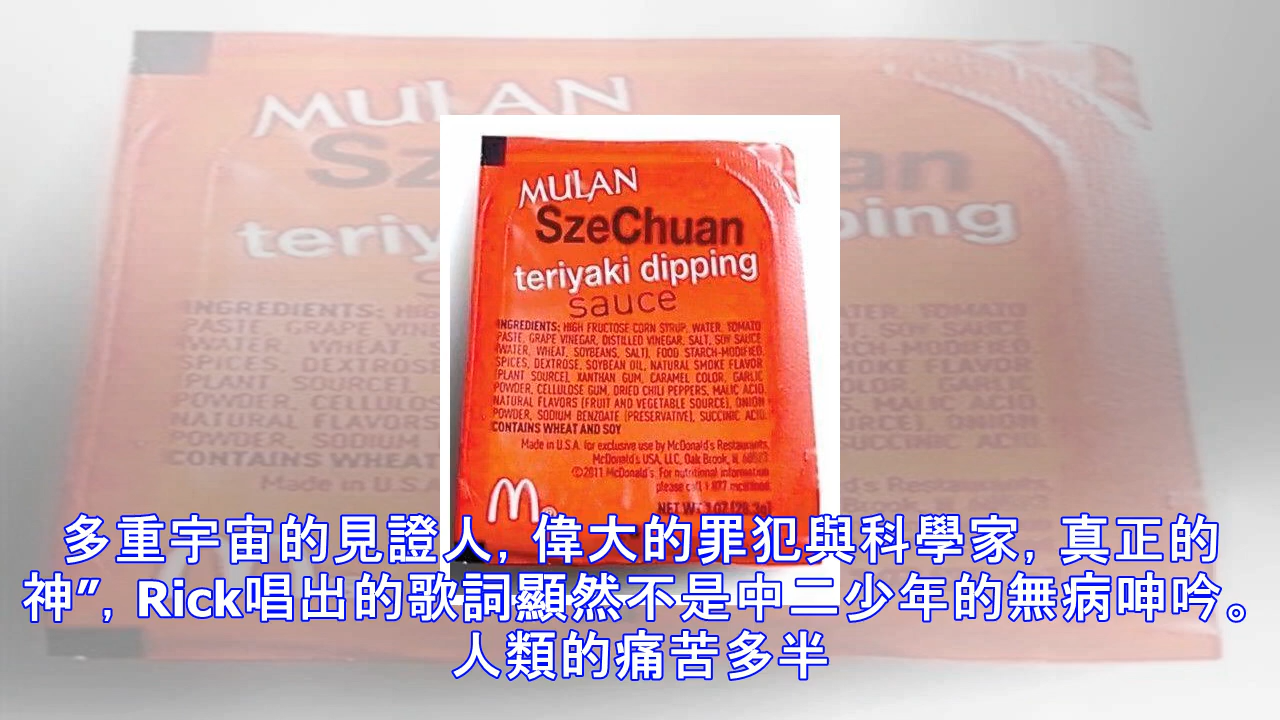 MULAN
SzeChuan
teriyaki dipping
sauce
INGREDIENTS: HIGH FRUCTOSE CORN SYRUP, WATER, TOMATO
PASTE, GRAPE VINEGAR, DISTILLED VINEGAR, SALT, SOY SAUCE
(WATER, WHEAT, SOYBEANS, SALT), FOOD STARCH-MODIFIED,
SPICES, DEXTROSE, SOYBEAN OIL, NATURAL SMOKE FLAVOR
(PLANT SOURCE), XANTHAN GUM, CARAMEL COLOR, GARLIC
POWDER, CELLULOSE GUM, DRIED CHILI PEPPERS, MALIC ACID,
NATURAL FLAVORS (FRUIT AND VEGETABLE SOURCE), ONION
POWDER, SODIUM BENZOATE (PRESERVATIVE), SUCCINIC ACID.
CONTAINS WHEAT AND SOY
Made in U.S.A. for exclusive use by McDonald's Restaurants.
McDonald's USA, LLC, Oak Brook, IL 60523
©2011 McDonald's. For nutritional information
please call 1 877
NET WT
多重宇宙的見證人, 偉大的罪犯與科學家, 真正的
神”, Rick唱出的歌詞顯然不是中二少年的無病呻吟。
人類的痛苦多半